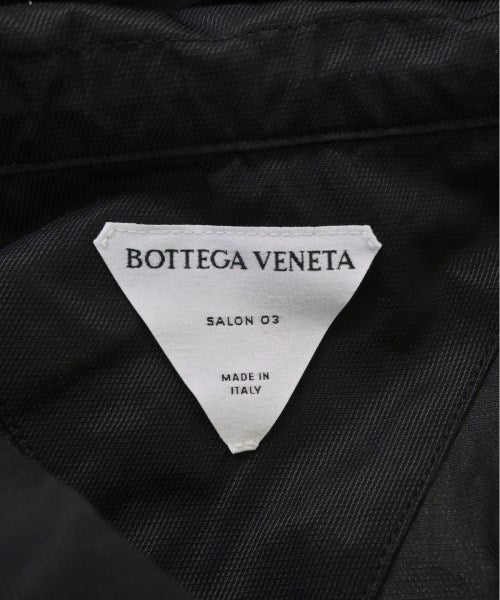 BOTTEGA VENETA
SALON 03
MADE IN
ITALY